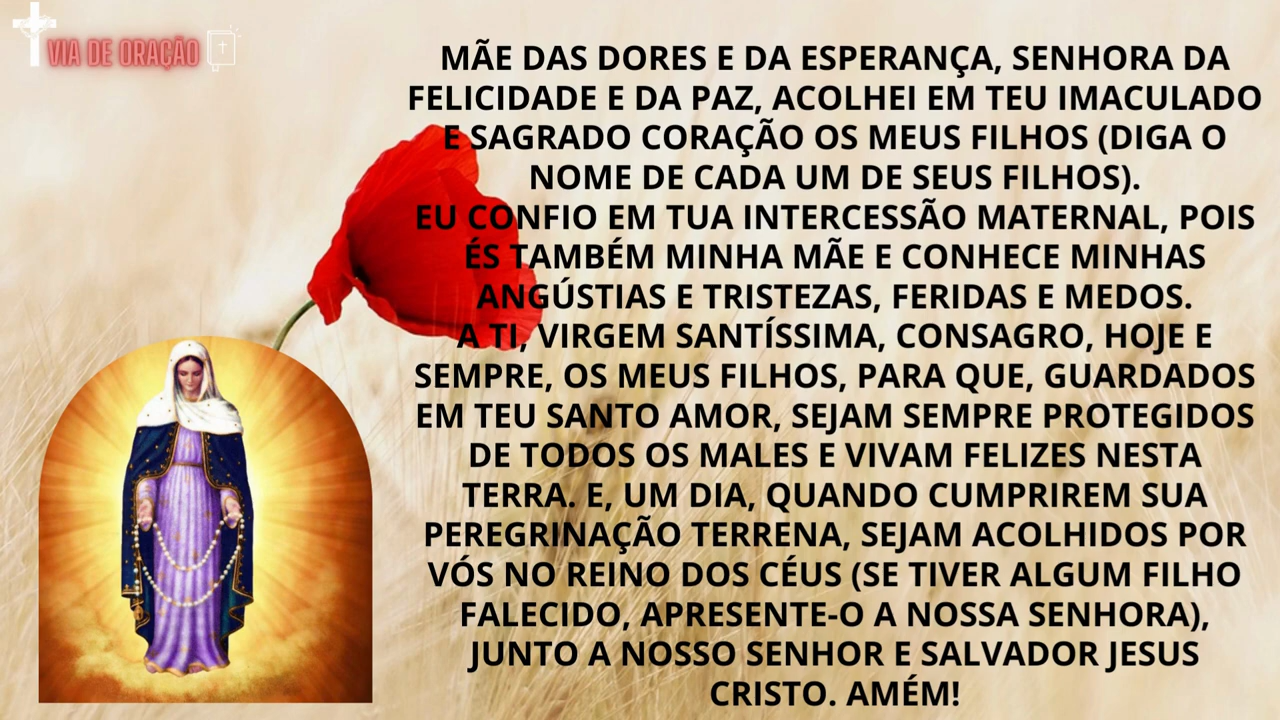 VIA DE ORAÇÃO
MÃE DAS DORES E DA ESPERANÇA, SENHORA DA
FELICIDADE E DA PAZ, ACOLHEI EM TEU IMACULADO
E SAGRADO CORAÇÃO OS MEUS FILHOS (DIGA O
NOME DE CADA UM DE SEUS FILHOS).
EU CONFIO EM TUA INTERCESSÃO MATERNAL, POIS
ÉS TAMBÉM MINHA MÃE E CONHECE MINHAS
ANGÚSTIAS E TRISTEZAS, FERIDAS E MEDOS.
A TI, VIRGEM SANTÍSSIMA, CONSAGRO, HOJE E
SEMPRE, OS MEUS FILHOS, PARA QUE, GUARDADOS
EM TEU SANTO AMOR, SEJAM SEMPRE PROTEGIDOS
DE TODOS OS MALES E VIVAM FELIZES NESTA
TERRA. E, UM DIA, QUANDO CUMPRIREM SUA
PEREGRINAÇÃO TERRENA, SEJAM ACOLHIDOS POR
VÓS NO REINO DOS CÉUS (SE TIVER ALGUM FILHO
FALECIDO, APRESENTE-O A NOSSA SENHORA),
JUNTO A NOSSO SENHOR E SALVADOR JESUS
CRISTO. AMÉM!